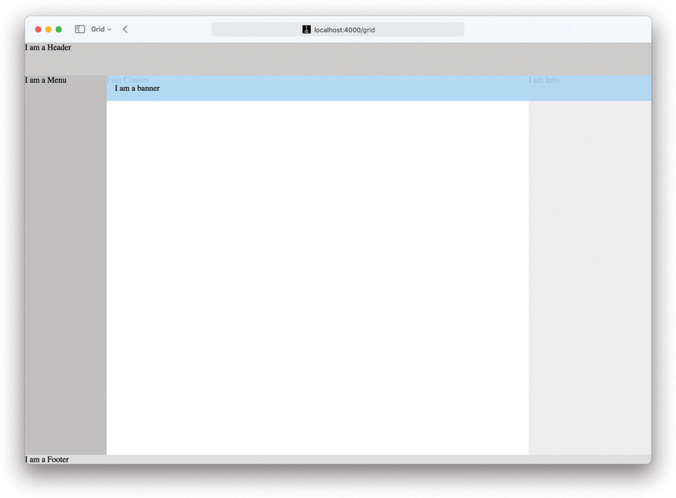 Grid
localhost:4000/grid
I am a Header
I am a Menu
I am Content
I am Info
I am a banner
I am a Footer